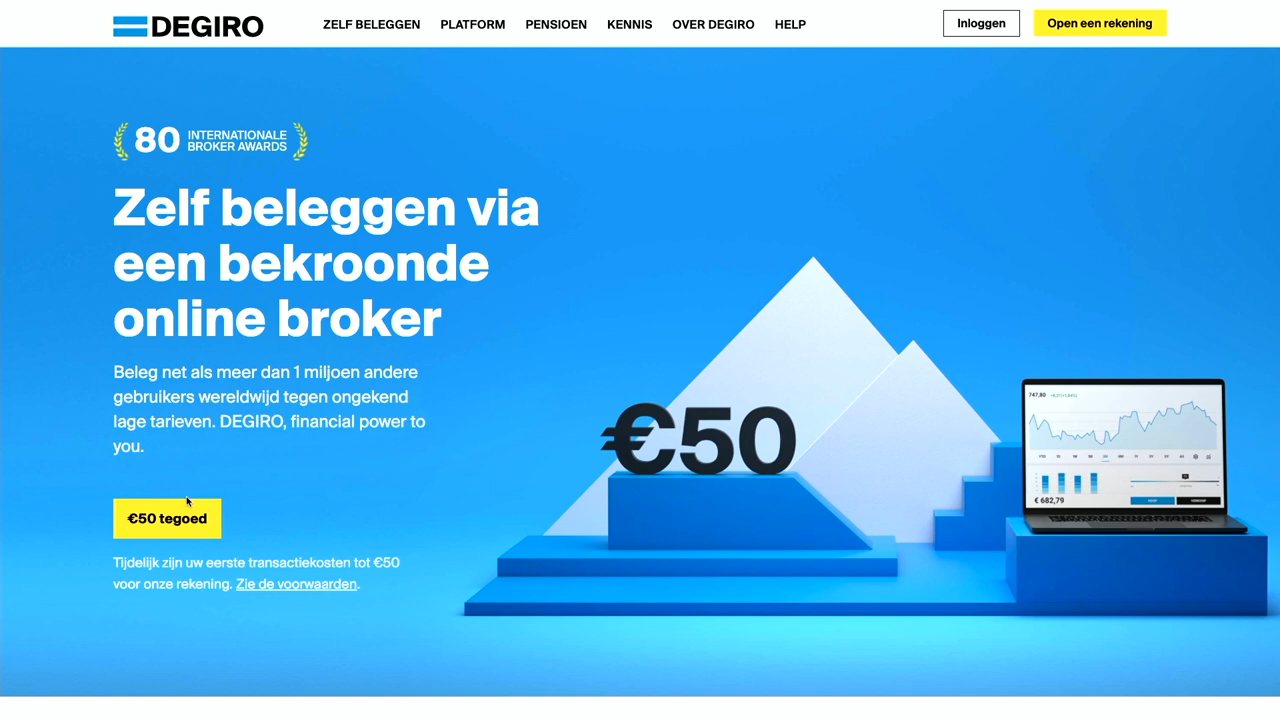 DEGIRO
ZELF BELEGGEN
PLATFORM
PENSIOEN
KENNIS
OVER DEGIRO
HELP
Inloggen
Open een rekening
80
INTERNATIONALE
BROKER AWARDS
Zelf beleggen via
een bekroonde
online broker
Beleg net als meer dan 1 miljoen andere
gebruikers wereldwijd tegen ongekend
lage tarieven. DEGIRO, financial power to
you.
€50 tegoed
Tijdelijk zijn uw eerste transactiekosten tot €50
voor onze rekening. Zie de voorwaarden.
€50
747,80
€ 682,79